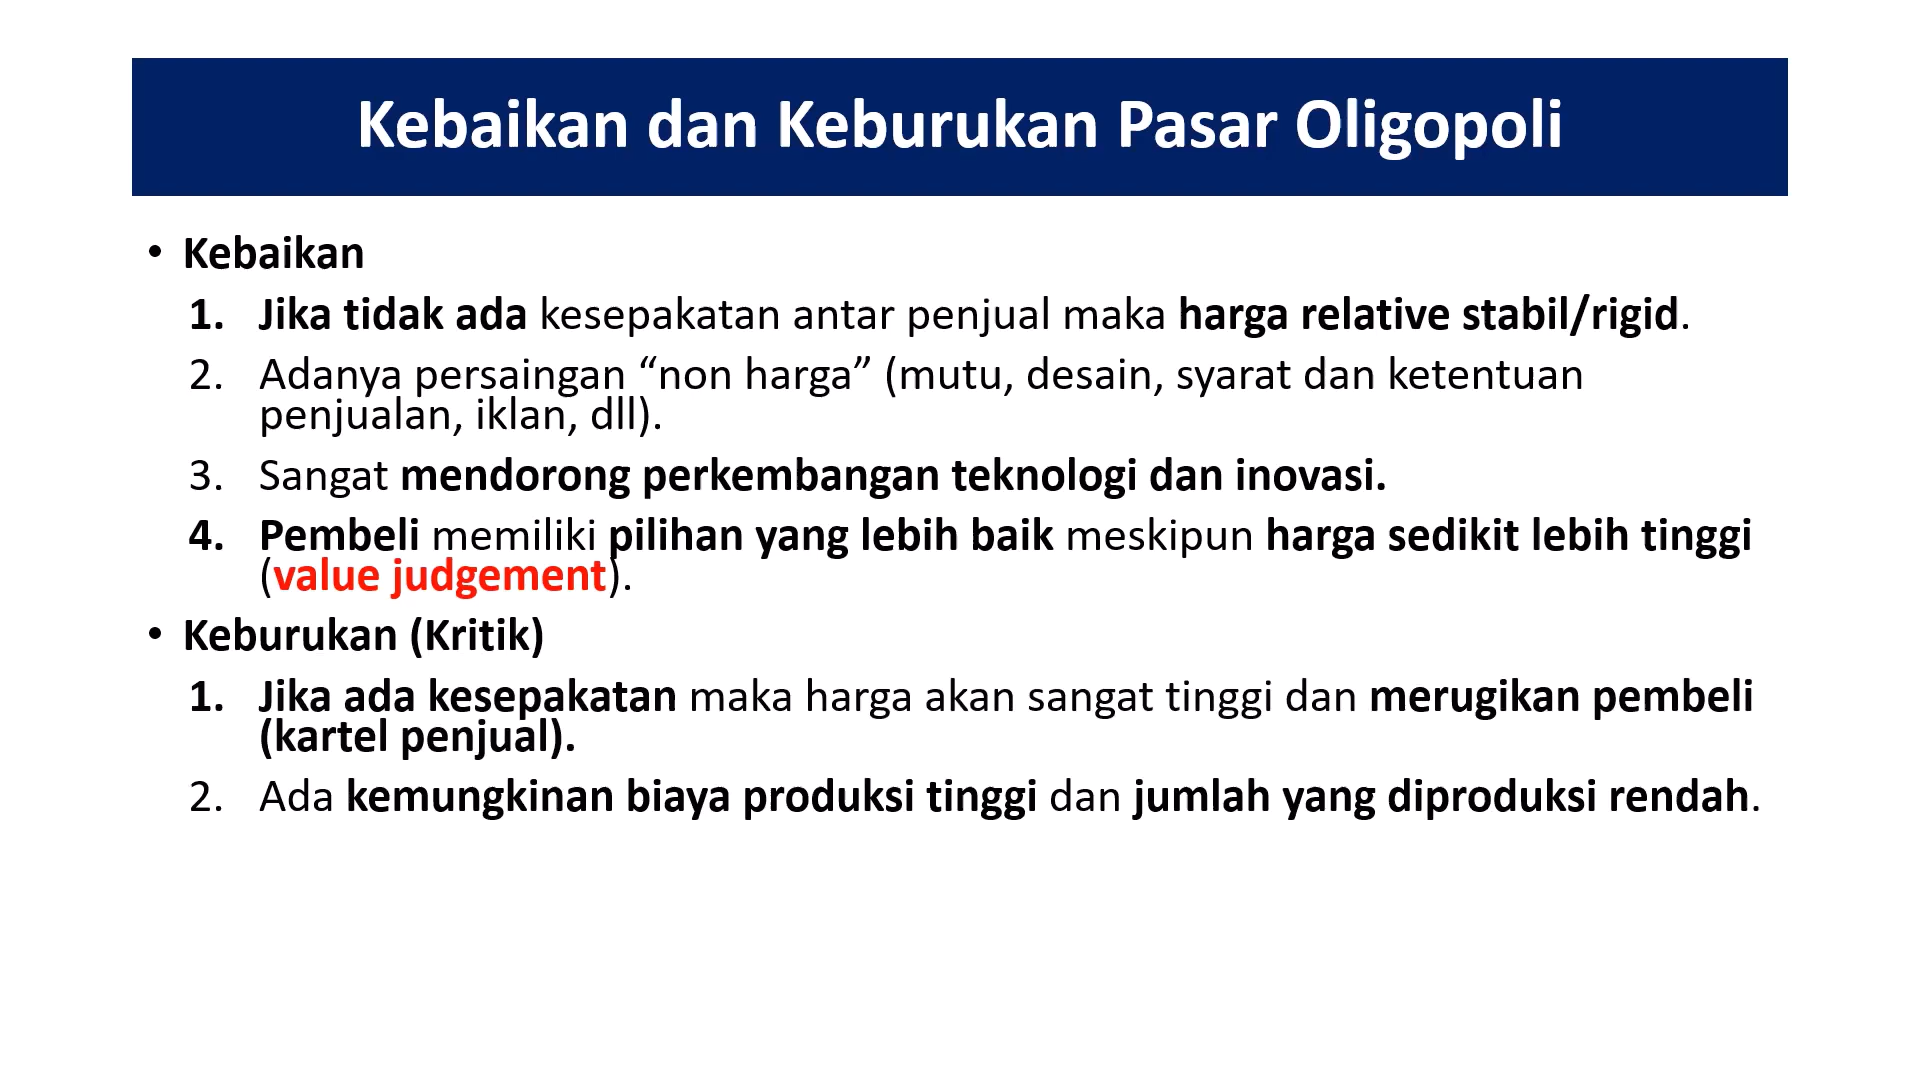 Kebaikan dan Keburukan Pasar Oligopoli
• Kebaikan
1. Jika tidak ada kesepakatan antar penjual maka harga relative stabil/rigid.
2. Adanya persaingan “non harga” (mutu, desain, syarat dan ketentuan
penjualan, iklan, dll).
3. Sangat mendorong perkembangan teknologi dan inovasi.
4. Pembeli memiliki pilihan yang lebih baik meskipun harga sedikit lebih tinggi
(value judgement).
• Keburukan (Kritik)
1. Jika ada kesepakatan maka harga akan sangat tinggi dan merugikan pembeli
(kartel penjual).
2. Ada kemungkinan biaya produksi tinggi dan jumlah yang diproduksi rendah.